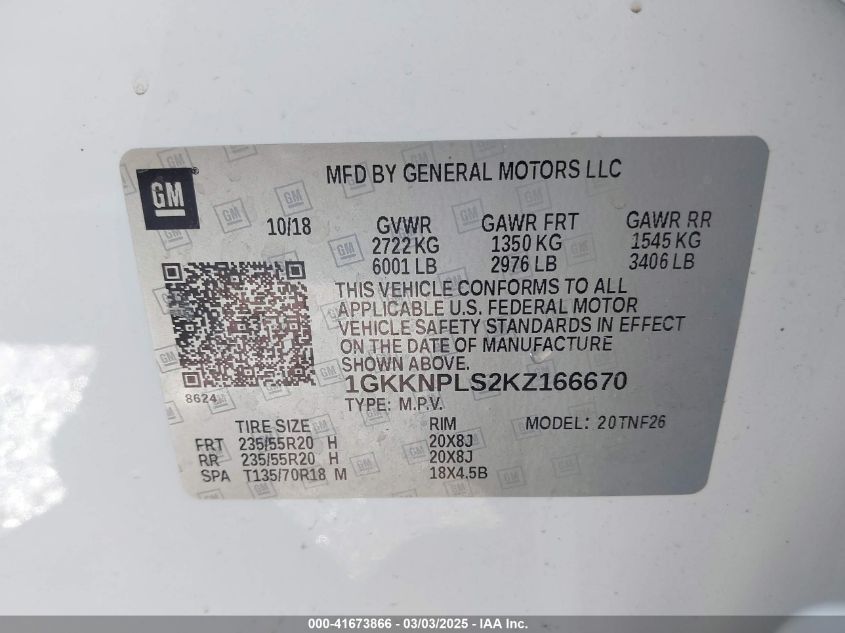 GM
MFD BY GENERAL MOTORS LLC
10/18 GVWR GAWR FRT GAWR RR
2722 KG 1350 KG 1545 KG
6001 LB 2976 LB 3406 LB
THIS VEHICLE CONFORMS TO ALL
APPLICABLE U.S. FEDERAL MOTOR
VEHICLE SAFETY STANDARDS IN EFFECT
ON THE DATE OF MANUFACTURE
SHOWN ABOVE.
1GKKNPLS2KZ166670
8624
TYPE: M.P.V.
TIRE SIZE RIM MODEL: 20TNF26
FRT 235/55R20 H 20X8J
RR 235/55R20 H 20X8J
SPA T135/70R18 M 18X4.5B
000-41673866 - 03/03/2025 - IAA Inc.